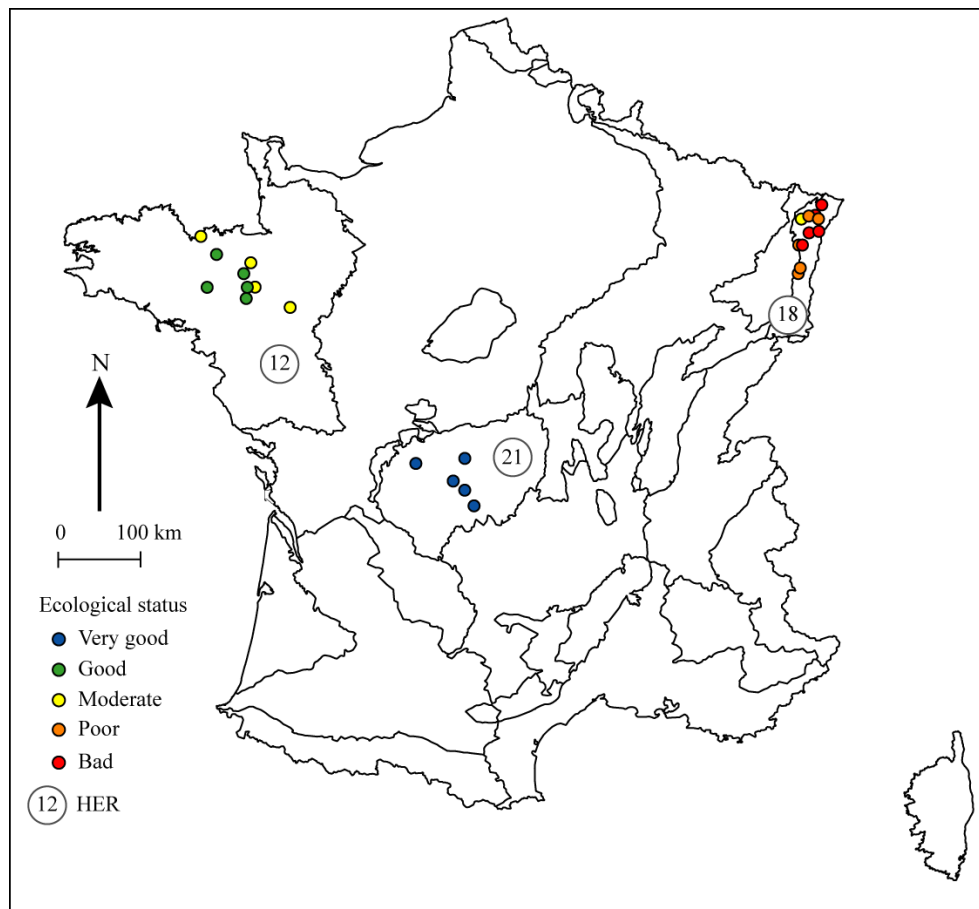 18
12
N
21
0 100 km
Ecological status
Very good
Good
Moderate
Poor
Bad
12 HER